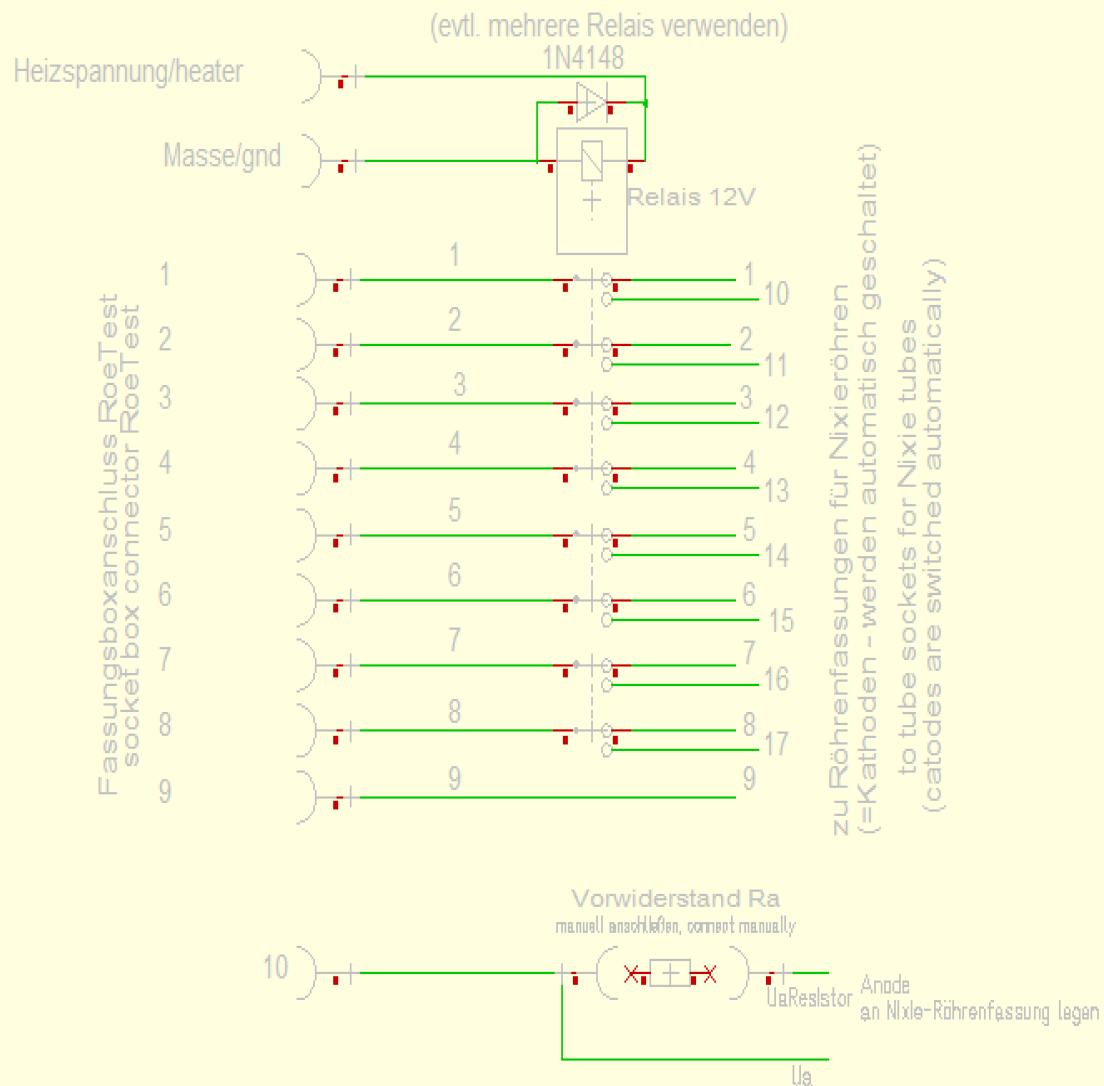 (evtl. mehrere Relais verwenden)
1N4148
Heizspannung/heater
Masse/gnd
Relais 12V
1 1 1
10
2 2 2
11
3 3 3
12
4 4 4
13
5 5 5
14
6 6 6
15
7 7 7
16
8 8 8
17
9 9 9
Fassungsboxanschluss RoeTest
socket box connector RoeTest
zu Röhrenfassungen für Nixieröhren
(=Kathoden - werden automatisch geschaltet)
to tube sockets for Nixie tubes
(catodes are switched automatically)
Vorwiderstand Ra
manuell anschließen, connect manually
10
UaResistor
Anode
an Nixie-Röhrenfassung legen
Ua